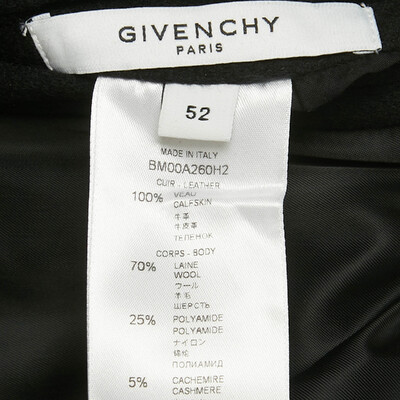 GIVENCHY
PARIS
52
MADE IN ITALY
BM00A260H2
CUIR - LEATHER
100% VEAU
CALFSKIN
牛革
牛皮革
ТЕЛЕНОК
CORPS - BODY
70% LAINE
WOOL
ウール
羊毛
ШЕРСТЬ
25% POLYAMIDE
POLYAMIDE
ナイロン
锦纶
ПОЛИАМИД
5% CACHEMIRE
CASHMERE